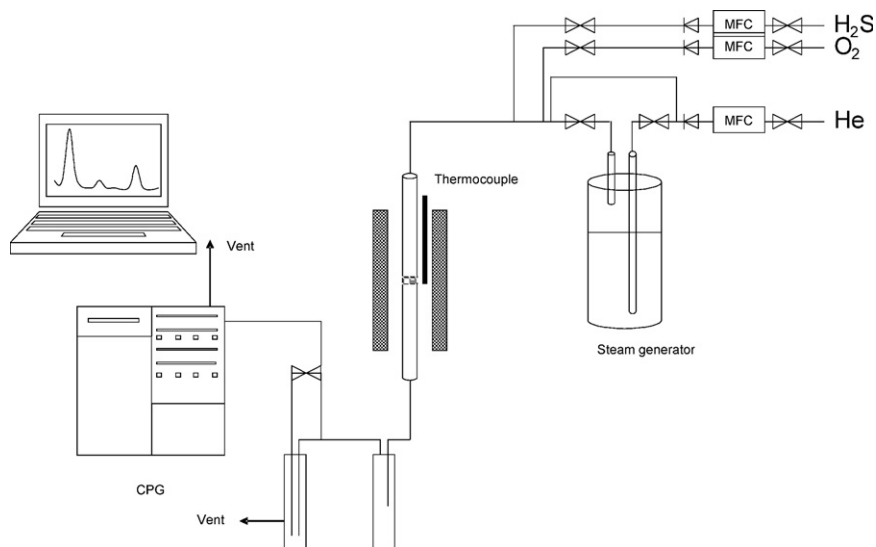 H₂S
MFC
O₂
MFC
He
MFC
Thermocouple
Vent
Steam generator
CPG
Vent